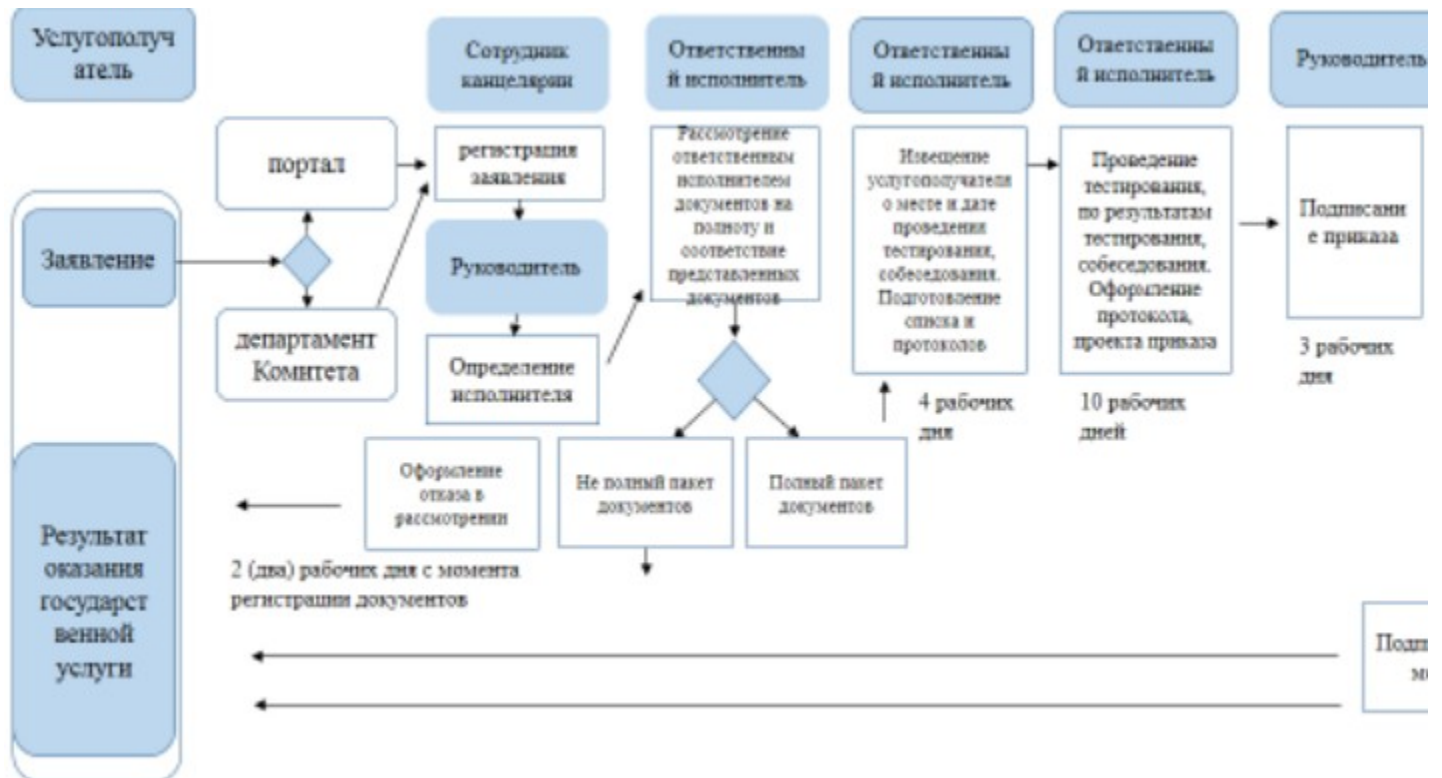 Услугополуч
атель
Сотрудник
канцелярии
Ответственны
й исполнитель
Ответственны
й исполнитель
Ответственны
й исполнитель
Руководитель
портал
регистрация
заявления
Рассмотрение
ответственным
исполнителем
документов на
полноту и
соответствие
представленных
документов
Извещение
услугополучателя
о месте и дате
проведения
тестирования,
собеседования.
Подготовление
списка и
протоколов
Проведение
тестирования,
по результатам
тестирования,
собеседования.
Оформление
протокола,
проекта приказа
Подписани
е приказа
Заявление
Руководитель
департамент
Комитета
Определение
исполнителя
3 рабочих
дня
4 рабочих
дня
10 рабочих
дней
Оформление
отказа в
рассмотрении
Не полный пакет
документов
Полный пакет
документов
2 (два) рабочих дня с момента
регистрации документов
Результат
оказания
государст
венной
услуги